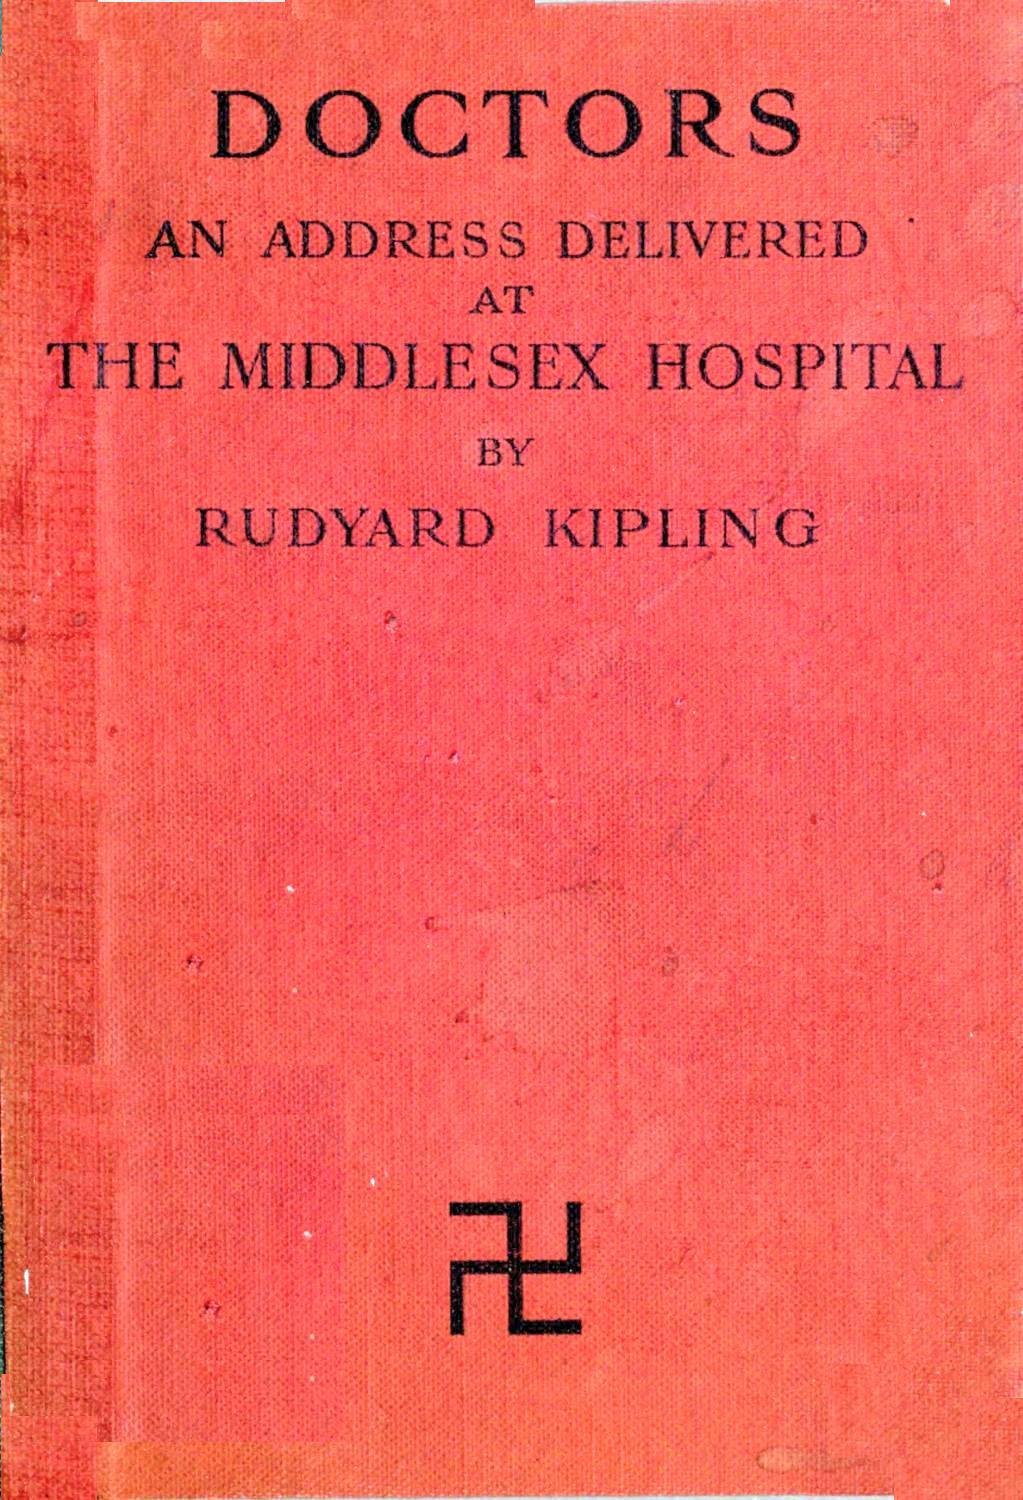 DOCTORS
AN ADDRESS DELIVERED
AT
THE MIDDLESEX HOSPITAL
BY
RUDYARD KIPLING